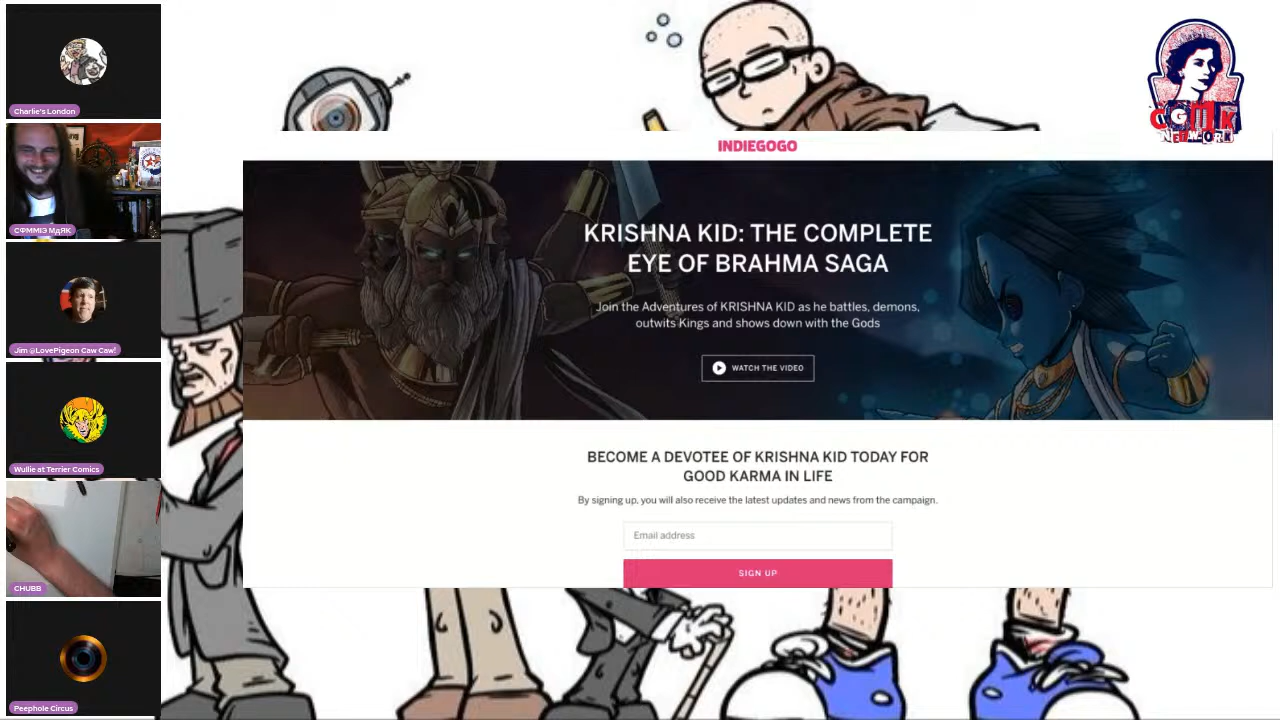 Charlie's London
CФMMIЭ MдЯK
Jim @LovePigeon Caw Caw!
Wullie at Terrier Comics
CHUBB
Peephole Circus
NETWORK
INDIEGOGO
KRISHNA KID: THE COMPLETE
EYE OF BRAHMA SAGA
Join the Adventures of KRISHNA KID as he battles, demons,
outwits Kings and shows down with the Gods
WATCH THE VIDEO
BECOME A DEVOTEE OF KRISHNA KID TODAY FOR
GOOD KARMA IN LIFE
By signing up, you will also receive the latest updates and news from the campaign.
Email address
SIGN UP